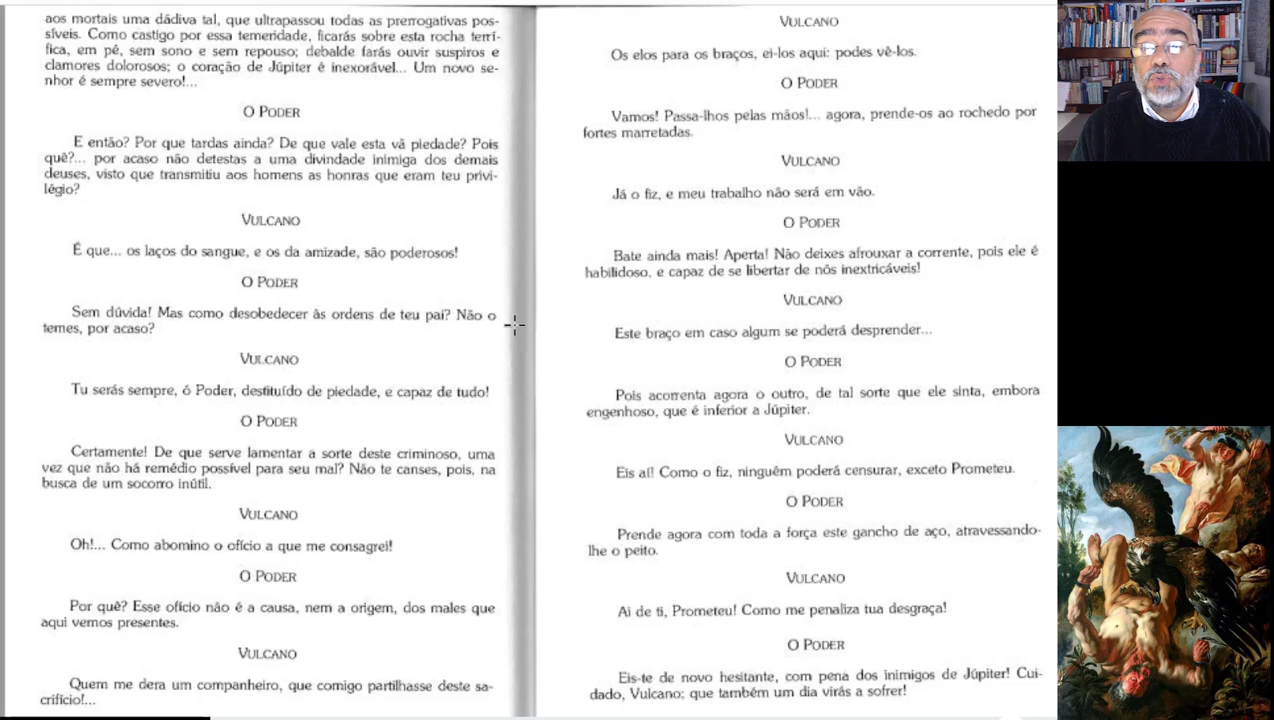 aos mortais uma dádiva tal, que ultrapassou todas as prerrogativas pos-
síveis. Como castigo por essa temeridade, ficarás sobre esta rocha terrí-
fica, em pé, sem sono e sem repouso; debalde farás ouvir suspiros e
clamores dolorosos; o coração de Júpiter é inexorável... Um novo se-
nhor é sempre severo!...
O PODER
E então? Por que tardas ainda? De que vale esta vã piedade? Pois
quê?... por acaso não detestas a uma divindade inimiga dos demais
deuses, visto que transmitiu aos homens as honras que eram teu privi-
légio?
VULCANO
É que... os laços do sangue, e os da amizade, são poderosos!
O PODER
Sem dúvida! Mas como desobedecer às ordens de teu pai? Não o
temes, por acaso?
VULCANO
Tu serás sempre, ó Poder, destituído de piedade, e capaz de tudo!
O PODER
Certamente! De que serve lamentar a sorte deste criminoso, uma
vez que não há remédio possível para seu mal? Não te canses, pois, na
busca de um socorro inútil.
VULCANO
Oh!... Como abomino o ofício a que me consagrei!
O PODER
Por quê? Esse ofício não é a causa, nem a origem, dos males que
aqui vemos presentes.
VULCANO
Quem me dera um companheiro, que comigo partilhasse deste sa-
crifício!...
VULCANO
Os elos para os braços, ei-los aqui: podes vê-los.
O PODER
Vamos! Passa-lhos pelas mãos!... agora, prende-os ao rochedo por
fortes marretadas.
VULCANO
Já o fiz, e meu trabalho não será em vão.
O PODER
Bate ainda mais! Aperta! Não deixes afrouxar a corrente, pois ele é
habilidoso, e capaz de se libertar de nós inextricáveis!
VULCANO
Este braço em caso algum se poderá desprender...
O PODER
Pois acorrenta agora o outro, de tal sorte que ele sinta, embora
engenhoso, que é inferior a Júpiter.
VULCANO
Eis aí! Como o fiz, ninguém poderá censurar, exceto Prometeu.
O PODER
Prende agora com toda a força este gancho de aço, atravessando-
lhe o peito.
VULCANO
Ai de ti, Prometeu! Como me penaliza tua desgraça!
O PODER
Eis-te de novo hesitante, com pena dos inimigos de Júpiter! Cui-
dado, Vulcano; que também um dia virás a sofrer!